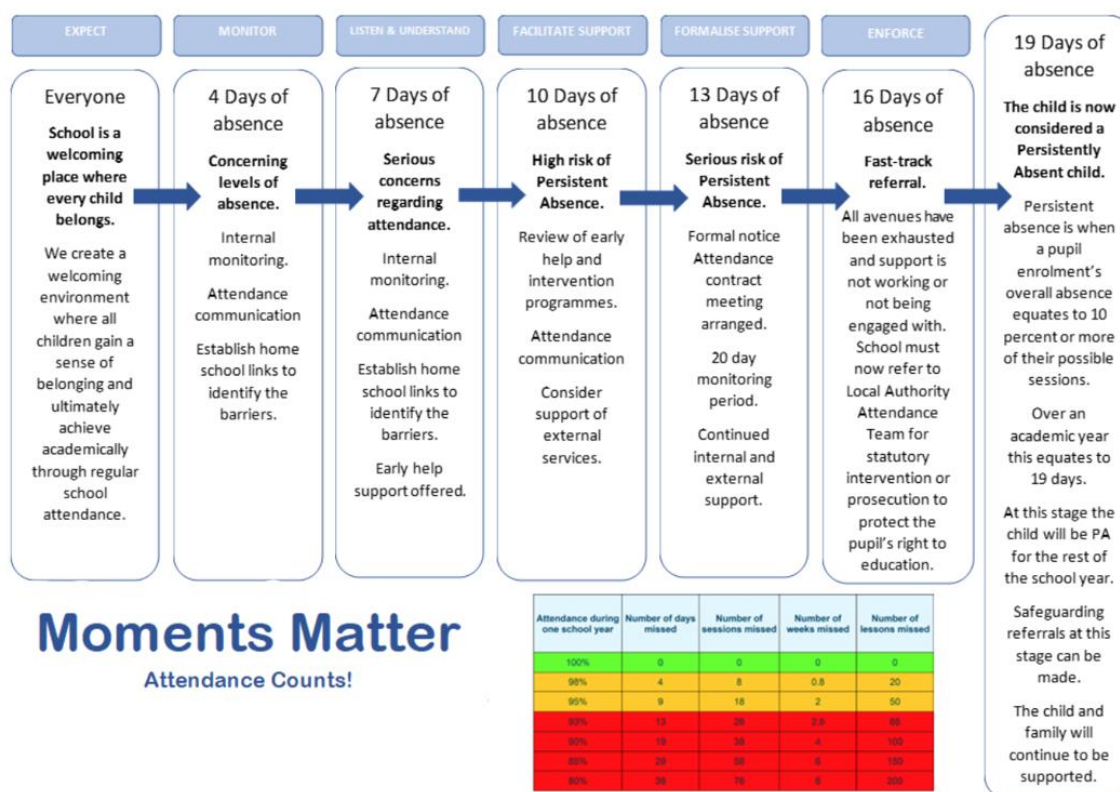 EXPECT
Everyone
School is a
welcoming
place where
every child
belongs.
We create a
welcoming
environment
where all
children gain a
sense of
belonging and
ultimately
achieve
academically
through regular
school
attendance.
MONITOR
4 Days of
absence
Concerning
levels of
absence.
Internal
monitoring.
Attendance
communication
Establish home
school links to
identify the
barriers.
LISTEN & UNDERSTAND
7 Days of
absence
Serious
concerns
regarding
attendance.
Internal
monitoring.
Attendance
communication
Establish home
school links to
identify the
barriers.
Early help
support offered.
FACILITATE SUPPORT
10 Days of
absence
High risk of
Persistent
Absence.
Review of early
help and
intervention
programmes.
Attendance
communication
Consider
support of
external
services.
FORMALISE SUPPORT
13 Days of
absence
Serious risk of
Persistent
Absence.
Formal notice
Attendance
contract
meeting
arranged.
20 day
monitoring
period.
Continued
internal and
external
support.
ENFORCE
16 Days of
absence
Fast-track
referral.
All avenues have
been exhausted
and support is
not working or
not being
engaged with.
School must
now refer to
Local Authority
Attendance
Team for
statutory
intervention or
prosecution to
protect the
pupil's right to
education.
19 Days of
absence
The child is now
considered a
Persistently
Absent child.
Persistent
absence is when
a pupil
enrolment's
overall absence
equates to 10
percent or more
of their possible
sessions.
Over an
academic year
this equates to
19 days.
At this stage the
child will be PA
for the rest of
the school year.
Safeguarding
referrals at this
stage can be
made.
The child and
family will
continue to be
supported.
Moments Matter
Attendance Counts!
Attendance during one school year Number of days missed Number of sessions missed Number of weeks missed Number of lessons missed
100% 0 0 0 0
98% 4 8 0.8 20
95% 9 18 2 50
13 26
90% 19 38 4 100
29 6
80% 38 76 200